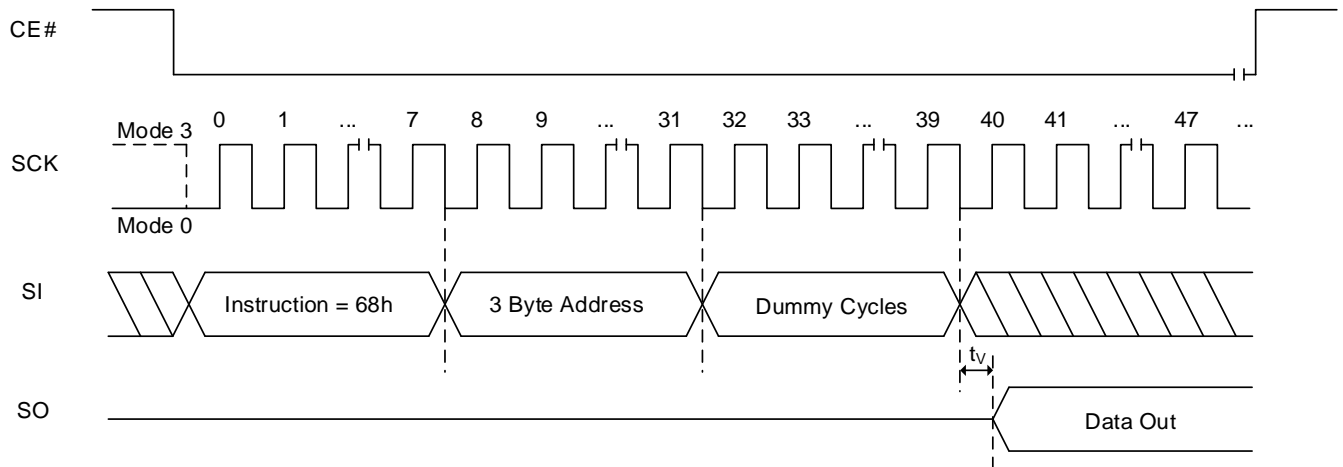 CE#
0 1 ... 7 8 9 ... 31 32 33 ... 39 40 41 ... 47 ...
Mode 3
SCK
Mode 0
SI
Instruction = 68h
3 Byte Address
Dummy Cycles
tV
SO
Data Out